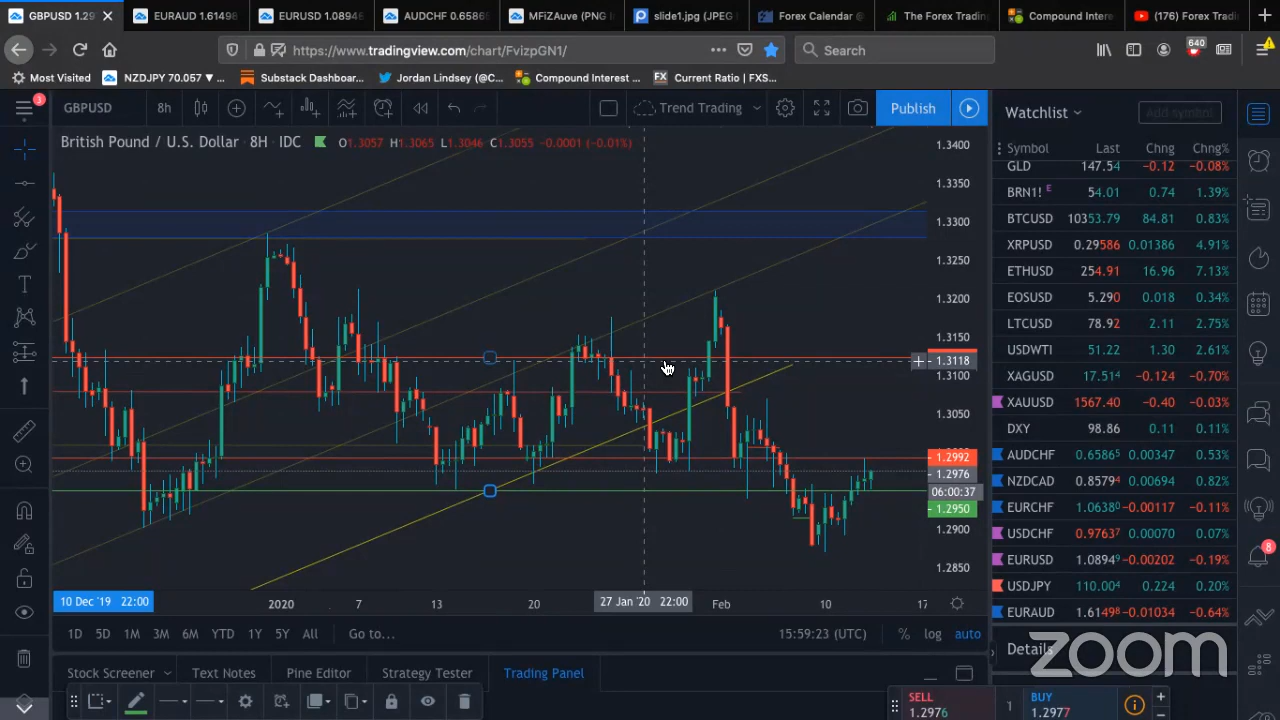 GBPUSD 1.29
EURAUD 1.61498
EURUSD 1.08946
AUDCHF 0.65865
MFiZAuve (PNG I
slide1.jpg (JPEG
Forex Calendar @
The Forex Trading
Compound Intere
(176) Forex Tradi
https://www.tradingview.com/chart/FvizpGN1/
Search
640
Most Visited
NZDJPY 70.057 ▼ ...
Substack Dashboar...
Jordan Lindsey (@C...
Compound Interest ...
FX Current Ratio | FXS...
3
GBPUSD
8h
Trend Trading
Publish
Watchlist
Add symbol
British Pound / U.S. Dollar · 8H · IDC
O1.3057 H1.3065 L1.3046 C1.3055 -0.0001 (-0.01%)
Symbol Last Chng Chng%
GLD 147.54 -0.12 -0.08%
BRN1! E 54.01 0.74 1.39%
BTCUSD 10353.79 84.81 0.83%
XRPUSD 0.29586 0.01386 4.91%
ETHUSD 254.91 16.96 7.13%
EOSUSD 5.290 0.018 0.34%
LTCUSD 78.92 2.11 2.75%
USDWTI 51.22 1.30 2.61%
XAGUSD 17.514 -0.124 -0.70%
XAUUSD 1567.40 -0.40 -0.03%
DXY 98.86 0.11 0.11%
AUDCHF 0.65865 0.00347 0.53%
NZDCAD 0.85794 0.00694 0.82%
EURCHF 1.06380 -0.00117 -0.11%
USDCHF 0.97637 0.00070 0.07%
EURUSD 1.08949 -0.00202 -0.19%
USDJPY 110.004 0.224 0.20%
EURAUD 1.61498 -0.01034 -0.64%
8
Details
1.3400
1.3350
1.3300
1.3250
1.3200
1.3150
1.3118
1.3100
1.3050
1.2992
1.2976
06:00:37
1.2950
1.2900
1.2850
10 Dec '19 22:00
2020
7
13
20
27 Jan '20 22:00
Feb
10
17
1D 5D 1M 3M 6M YTD 1Y 5Y All Go to...
15:59:23 (UTC)
% log auto
Stock Screener
Text Notes
Pine Editor
Strategy Tester
Trading Panel
SELL
1.2976
1
BUY
1.2977
zoom